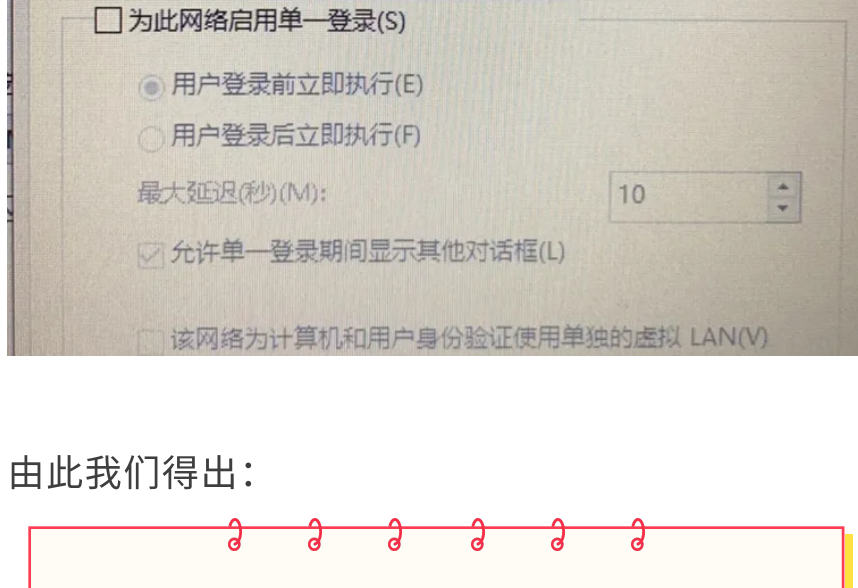 为此网络启用单一登录(S)
用户登录前立即执行(E)
用户登录后立即执行(F)
最大延迟(秒)(M):
10
允许单一登录期间显示其他对话框(L)
该网络为计算机和用户身份验证使用单独的虚拟 LAN(V)
由此我们得出：